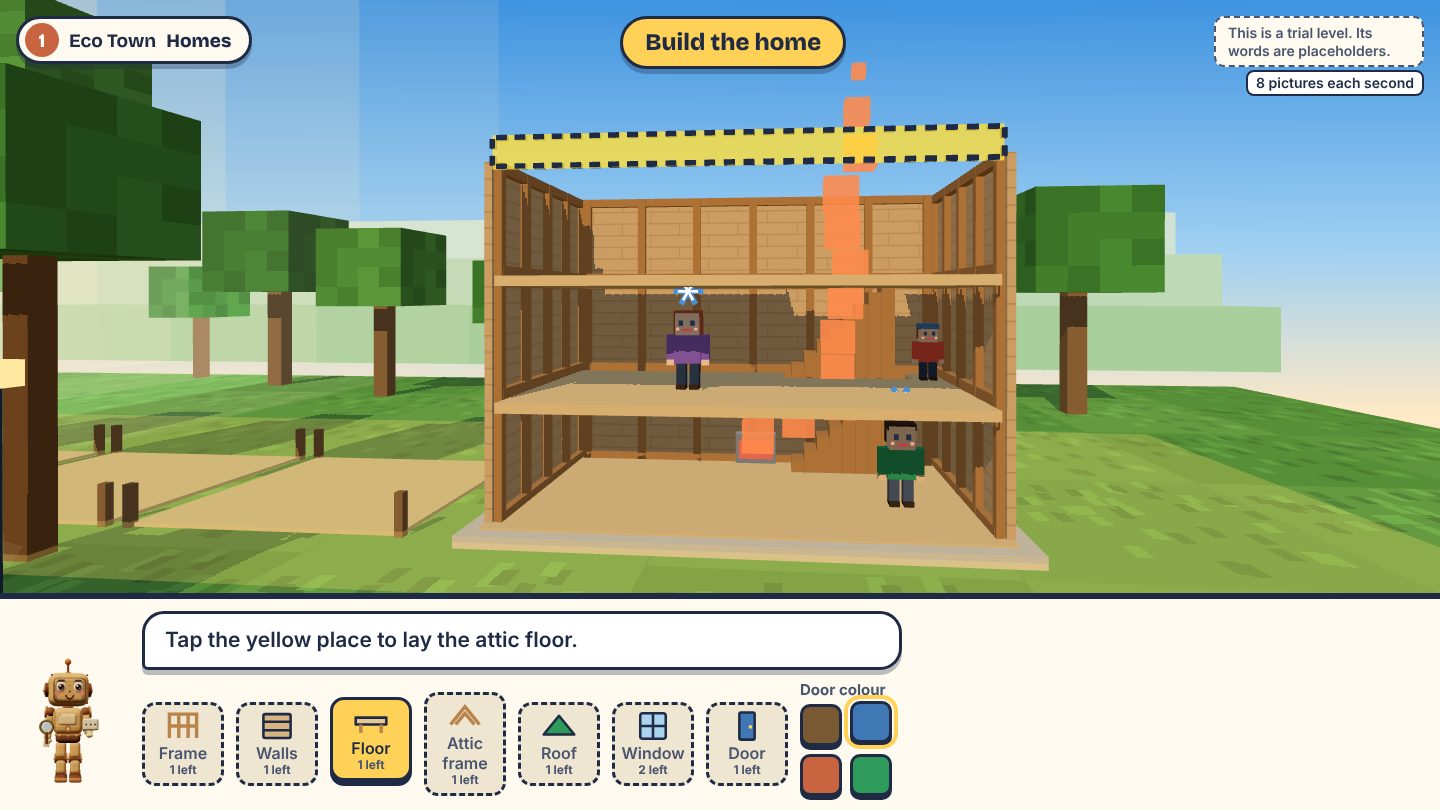 1 Eco Town Homes
Build the home
This is a trial level. Its
words are placeholders.
8 pictures each second
Tap the yellow place to lay the attic floor.
Frame
1 left
Walls
1 left
Floor
1 left
Attic
frame
1 left
Roof
1 left
Window
2 left
Door
1 left
Door colour